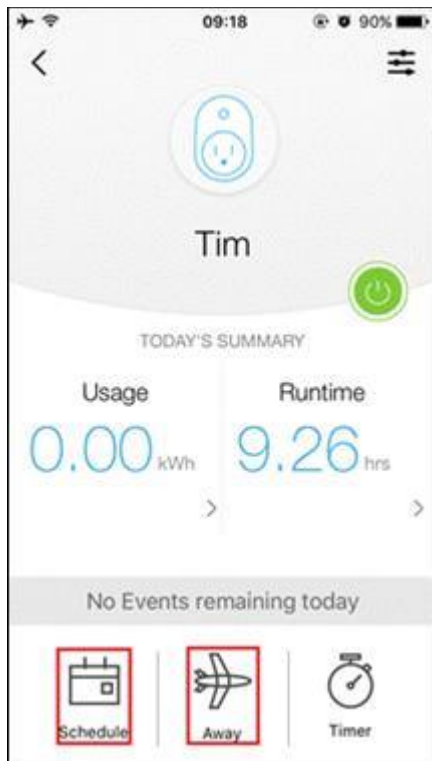 09:18
90%
Tim
TODAY'S SUMMARY
Usage Runtime
0.00 kWh 9.26 hrs
No Events remaining today
Schedule Away Timer